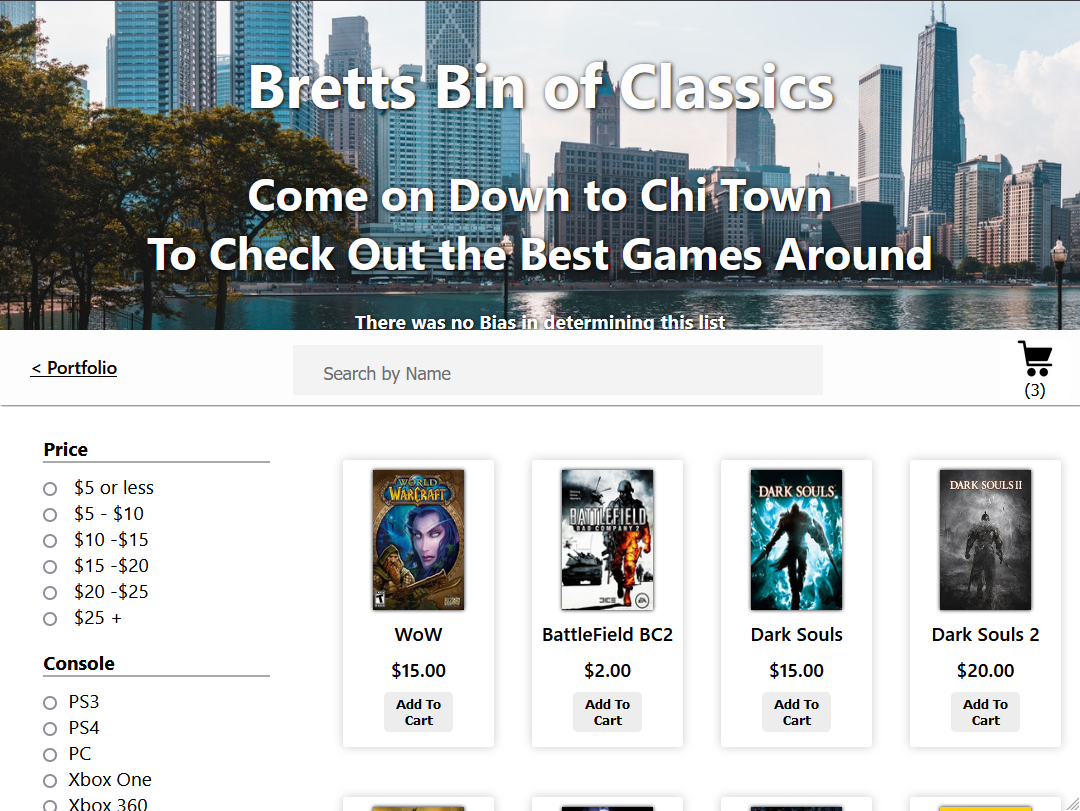 Bretts Bin of Classics
Come on Down to Chi Town
To Check Out the Best Games Around
There was no Bias in determining this list
< Portfolio
Search by Name
(3)
Price
$5 or less
$5 - $10
$10 -$15
$15 -$20
$20 -$25
$25 +
Console
PS3
PS4
PC
Xbox One
Xbox 360
WORLD
WARCRAFT
WoW
$15.00
Add To
Cart
BATTLEFIELD
BAD COMPANY 2
DICE
EA
BattleField BC2
$2.00
Add To
Cart
DARK SOULS
Dark Souls
$15.00
Add To
Cart
DARK SOULS II
Dark Souls 2
$20.00
Add To
Cart